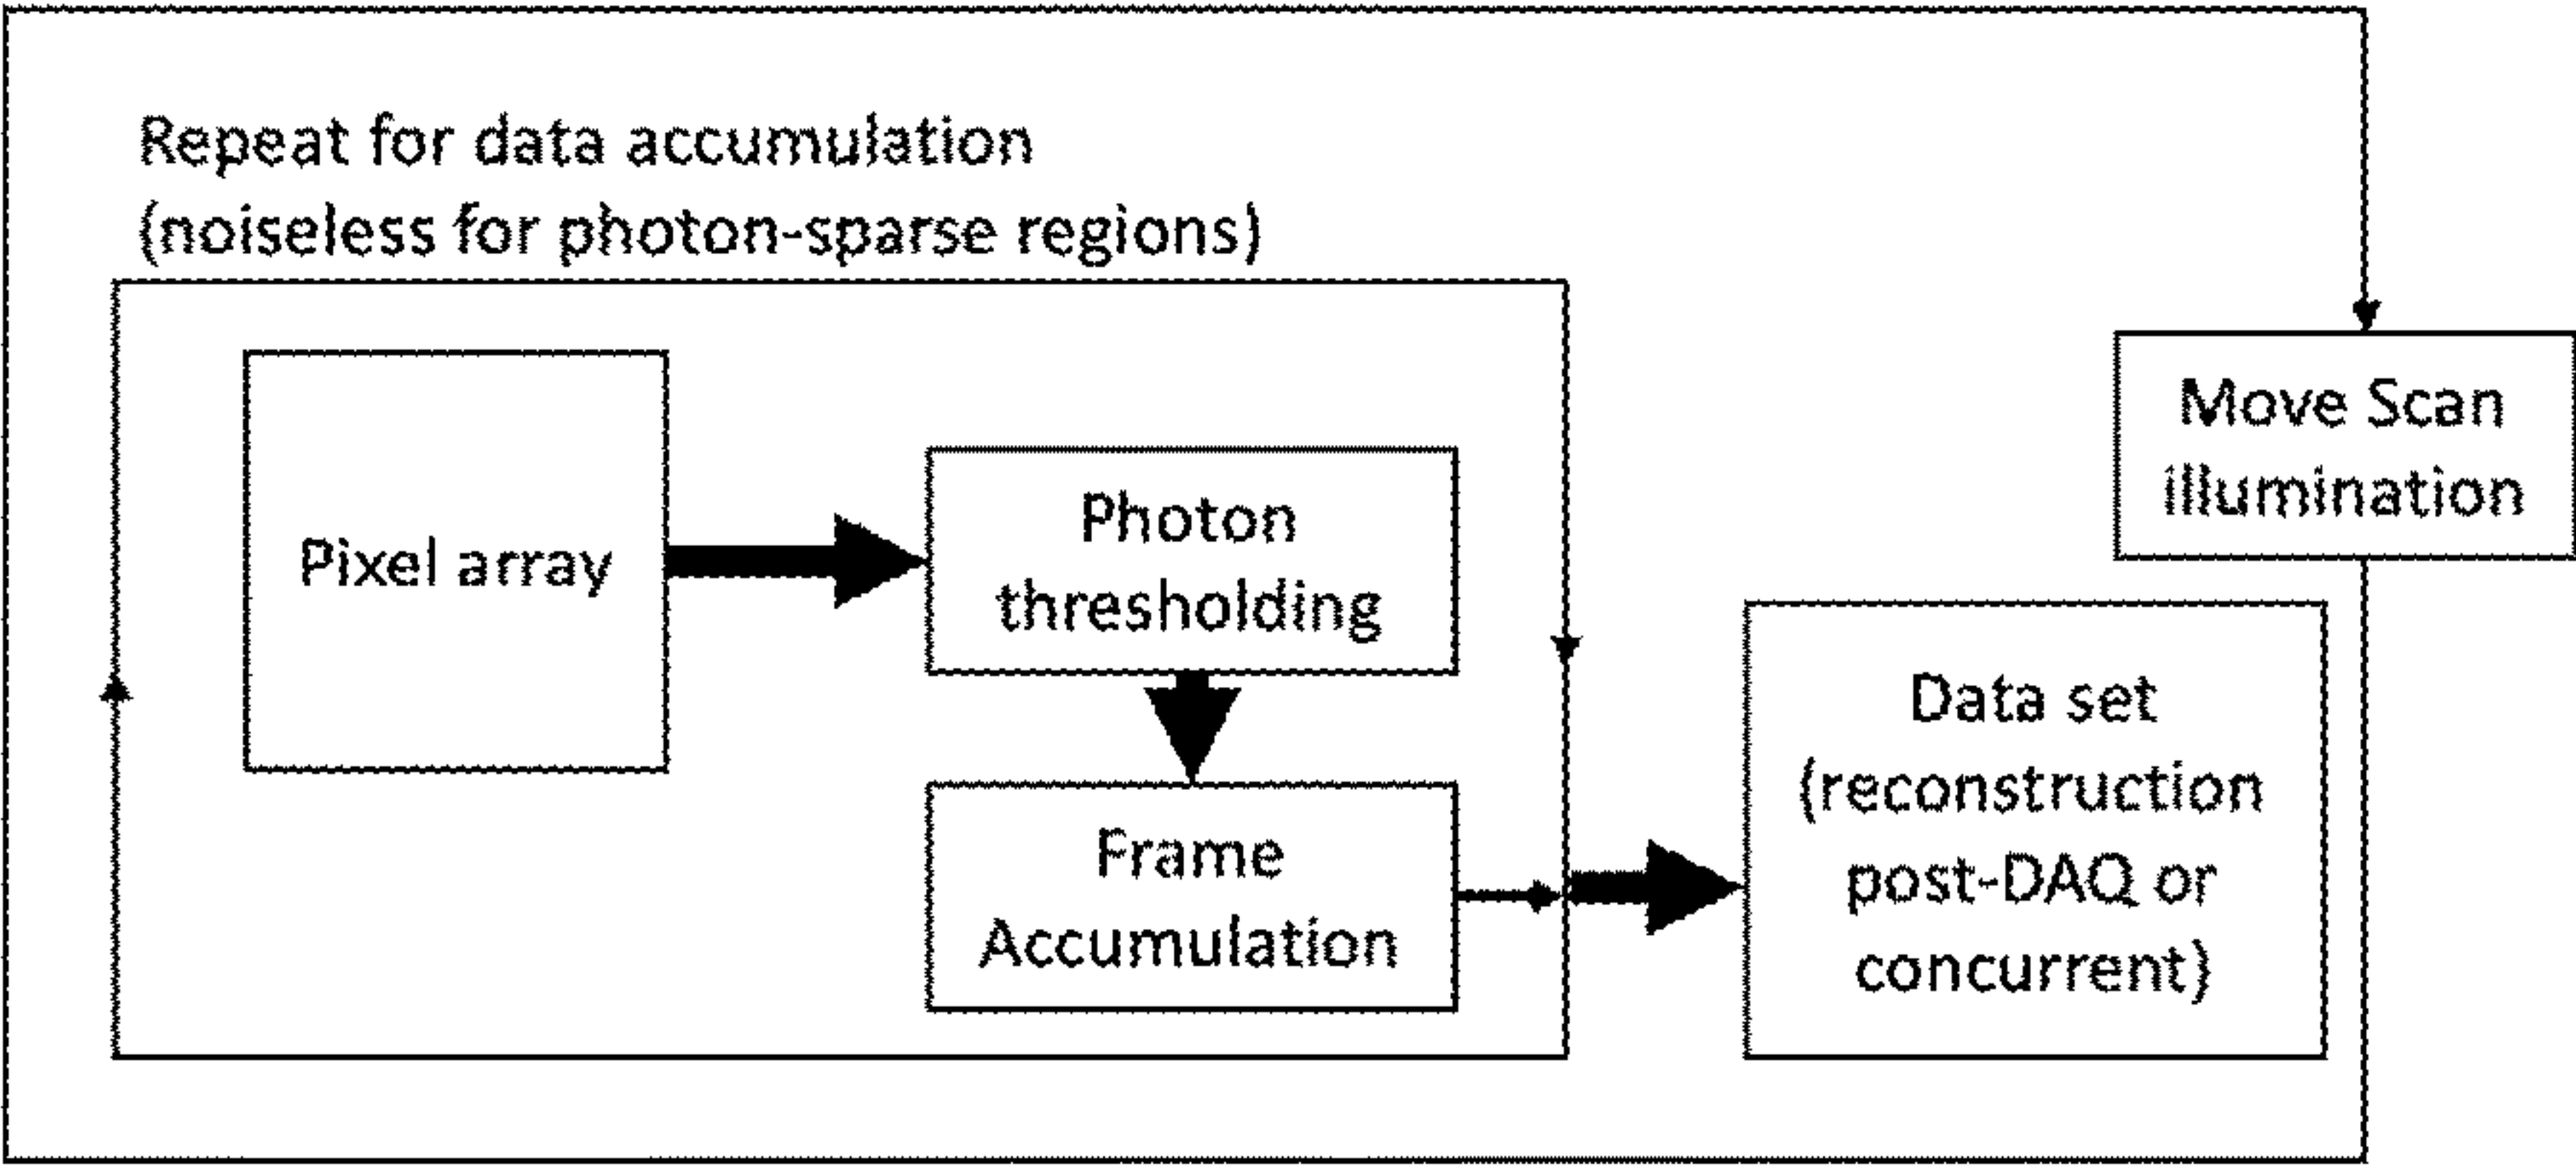 Repeat for data accumulation
(noiseless for photon-sparse regions)
Pixel array
Photon
thresholding
Frame
Accumulation
Move Scan
illumination
Data set
(reconstruction
post-DAQ or
concurrent)